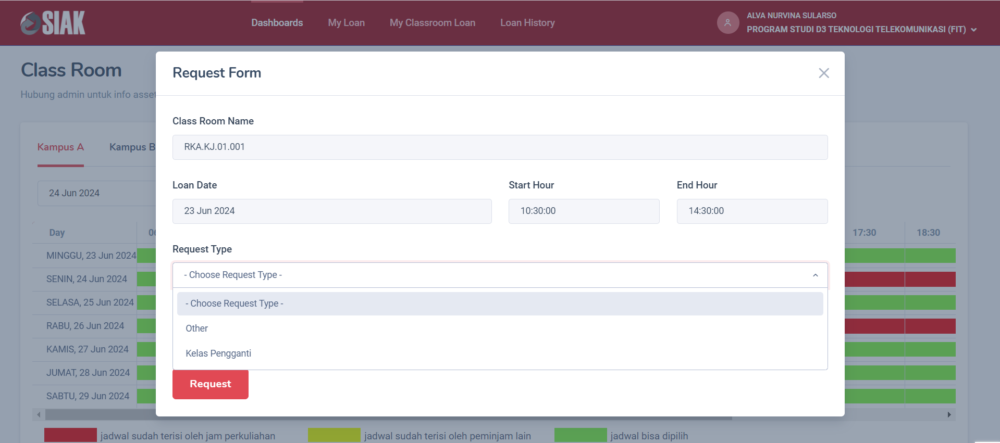 SIAK
Dashboards
My Loan
My Classroom Loan
Loan History
ALVA NURVINA SULARSO
PROGRAM STUDI D3 TEKNOLOGI TELEKOMUNIKASI (FIT)
Class Room
Hubung admin untuk info asset
Kampus A
Kampus B
24 Jun 2024
Request Form
Class Room Name
RKA.KJ.01.001
Loan Date
Start Hour
End Hour
23 Jun 2024
10:30:00
14:30:00
Request Type
- Choose Request Type -
- Choose Request Type -
Other
Kelas Pengganti
Request
Day
17:30
18:30
MINGGU, 23 Jun 2024
SENIN, 24 Jun 2024
SELASA, 25 Jun 2024
RABU, 26 Jun 2024
KAMIS, 27 Jun 2024
JUMAT, 28 Jun 2024
SABTU, 29 Jun 2024
jadwal sudah terisi oleh jam perkuliahan
jadwal sudah terisi oleh peminjam lain
jadwal bisa dipilih